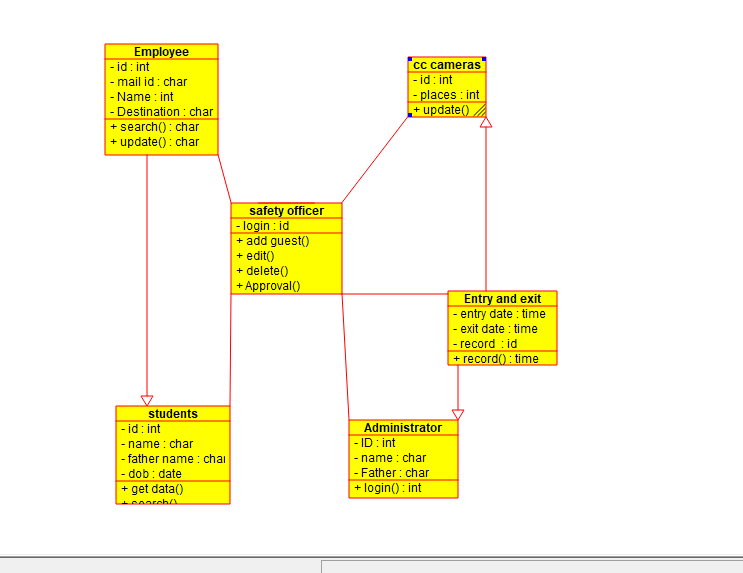 Employee
- id : int
- mail id : char
- Name : int
- Destination : char
+ search() : char
+ update() : char
cc cameras
- id : int
- places : int
+ update()
safety officer
- login : id
+ add guest()
+ edit()
+ delete()
+ Approval()
Entry and exit
- entry date : time
- exit date : time
- record : id
+ record() : time
students
- id : int
- name : char
- father name : char
- dob : date
+ get data()
+ search()
Administrator
- ID : int
- name : char
- Father : char
+ login() : int